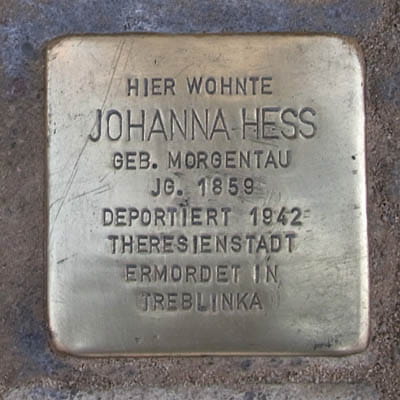 HIER WOHNTE
JOHANNA HESS
GEB. MORGENTAU
JG. 1859
DEPORTIERT 1942
THERESIENSTADT
ERMORDET IN
TREBLINKA